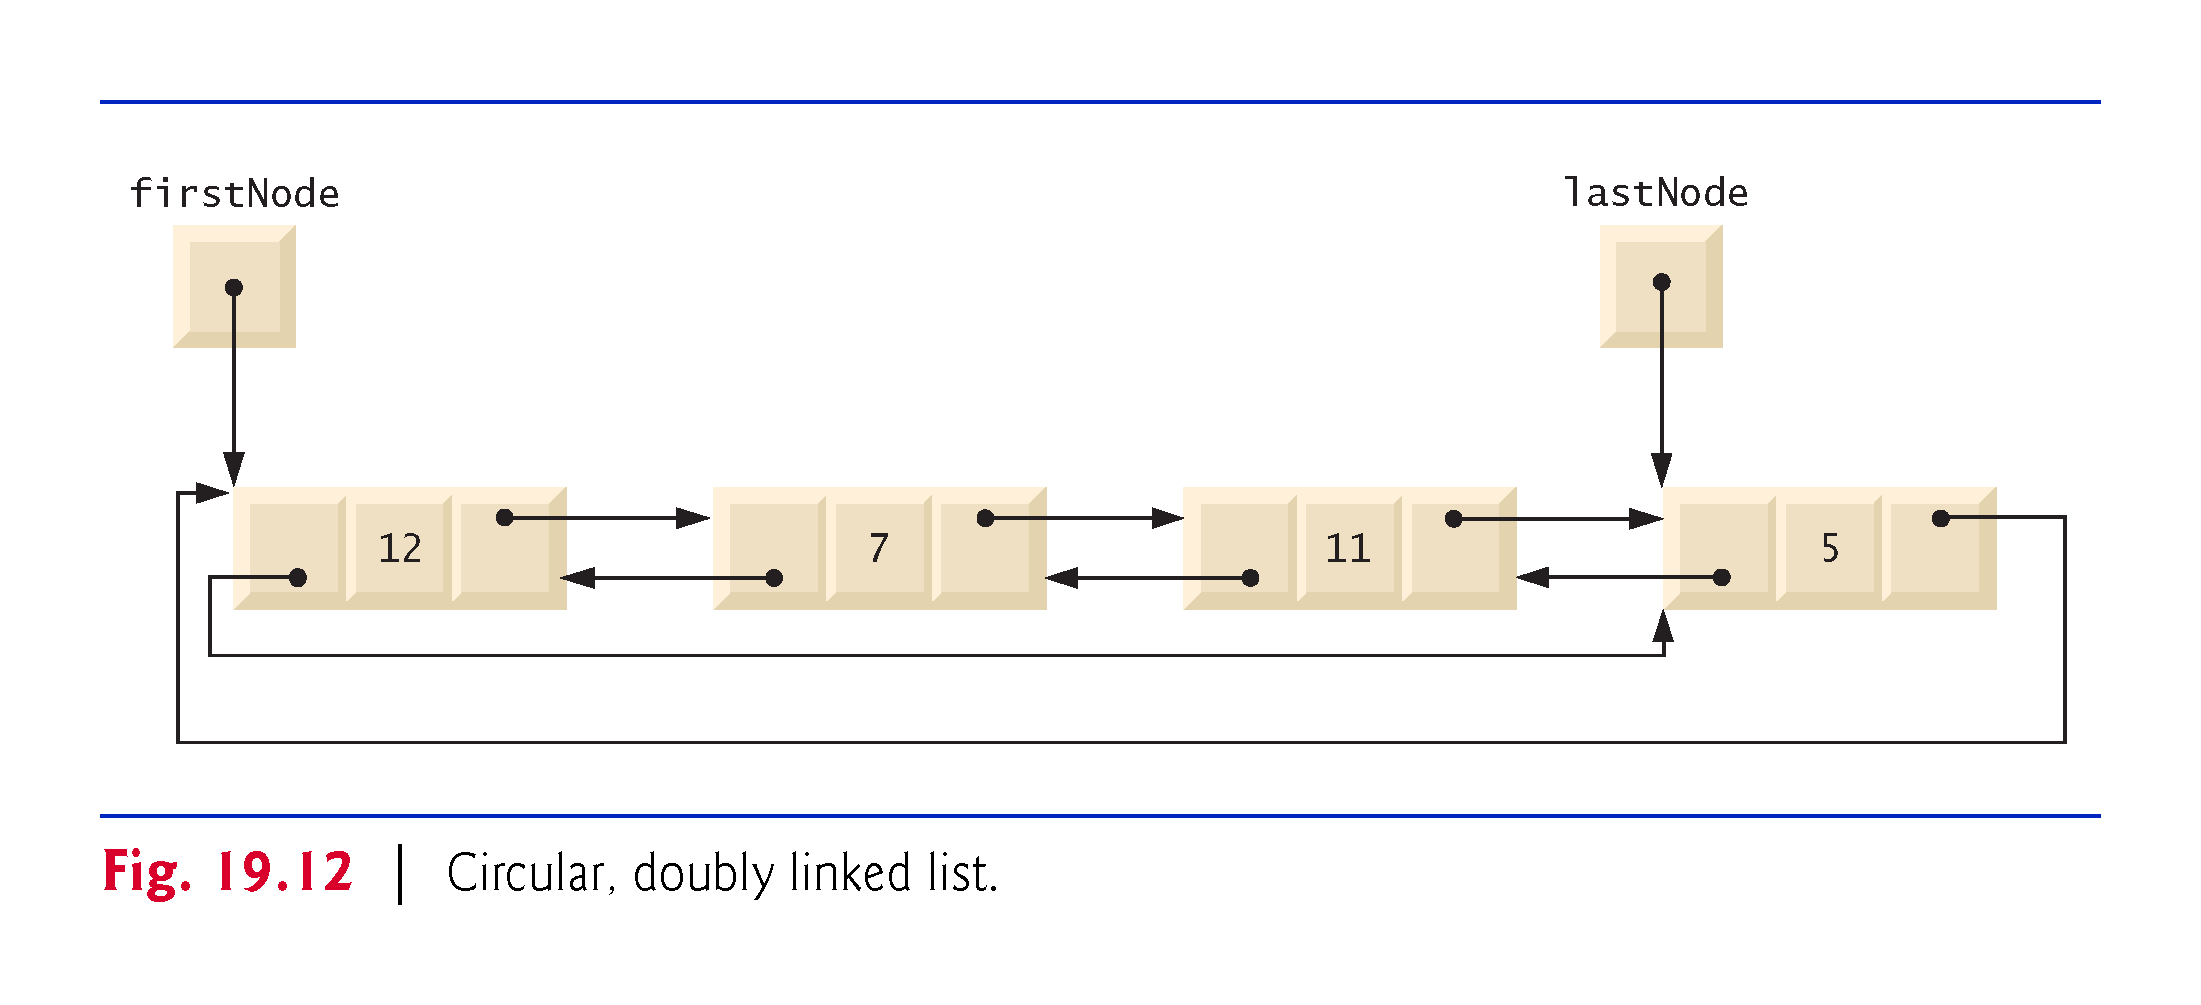 firstNode lastNode
12 7 11 5
Fig. 19.12 | Circular, doubly linked list.